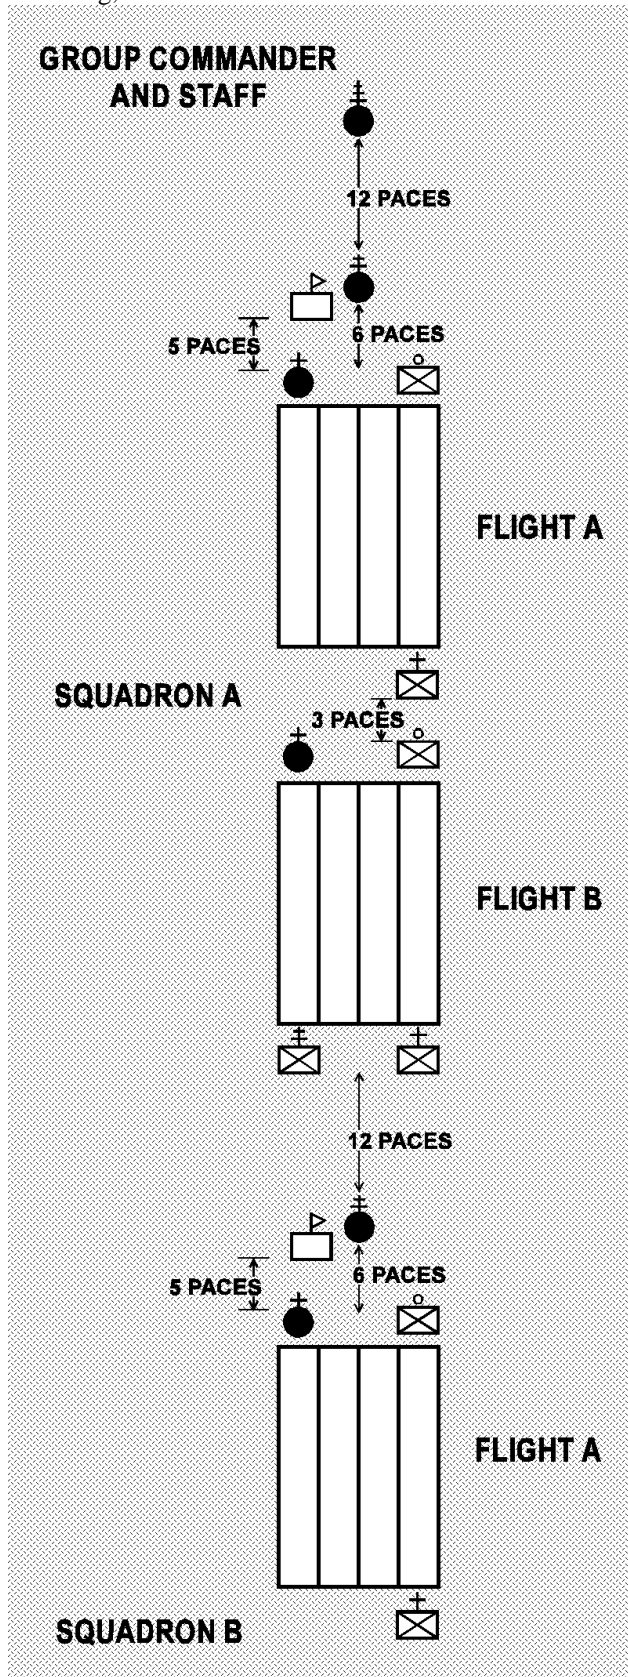 GROUP COMMANDER
AND STAFF
12 PACES
5 PACES
6 PACES
FLIGHT A
SQUADRON A
3 PACES
FLIGHT B
12 PACES
5 PACES
6 PACES
FLIGHT A
SQUADRON B